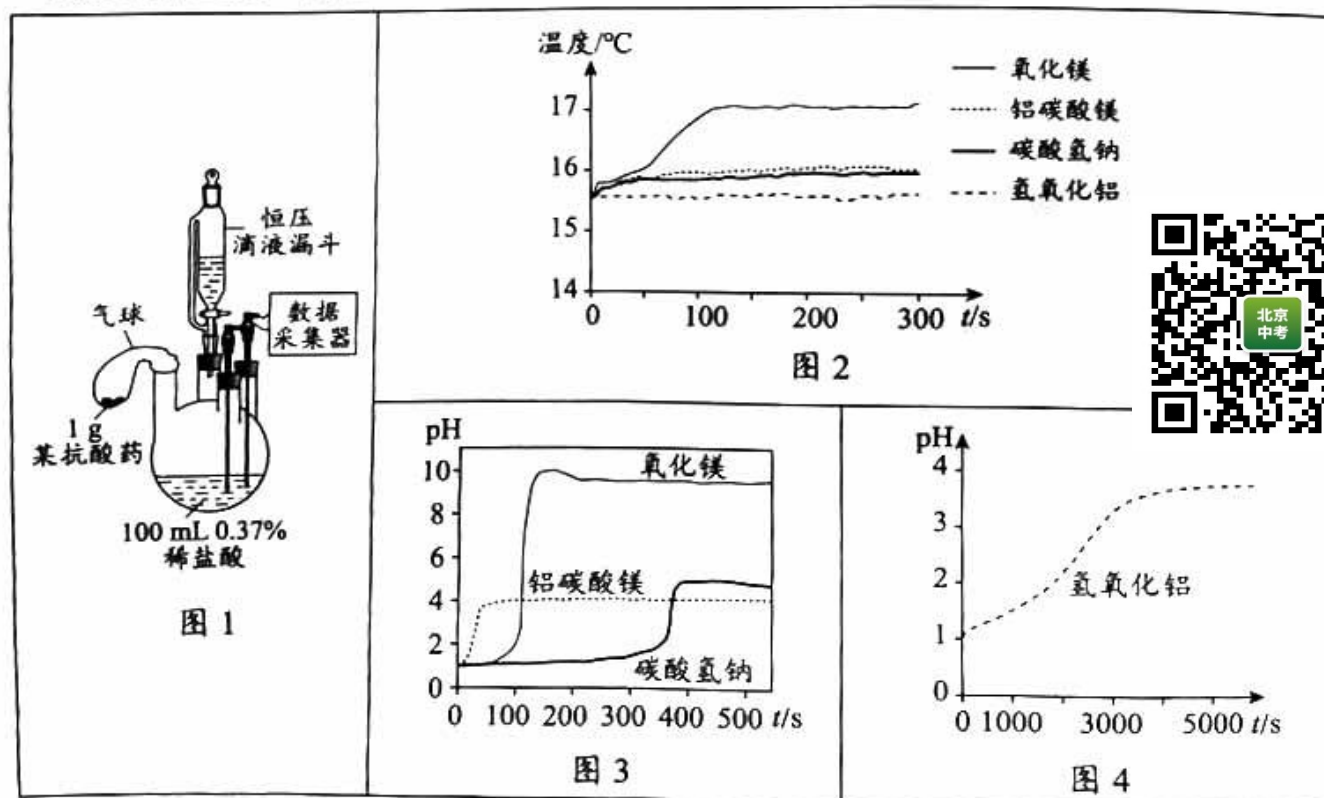 恒压
滴液漏斗
气球
数据
采集器
1 g
某抗酸药
100 mL 0.37%
稀盐酸
图 1
温度/°C
17
16
15
14
0
100
200
300
t/s
氧化镁
铝碳酸镁
碳酸氢钠
氢氧化铝
图 2
北京
中考
pH
10
8
6
4
2
0
氧化镁
铝碳酸镁
碳酸氢钠
0 100 200 300 400 500 t/s
图 3
pH
4
3
2
1
0
氢氧化铝
0 1000 3000 5000 t/s
图 4